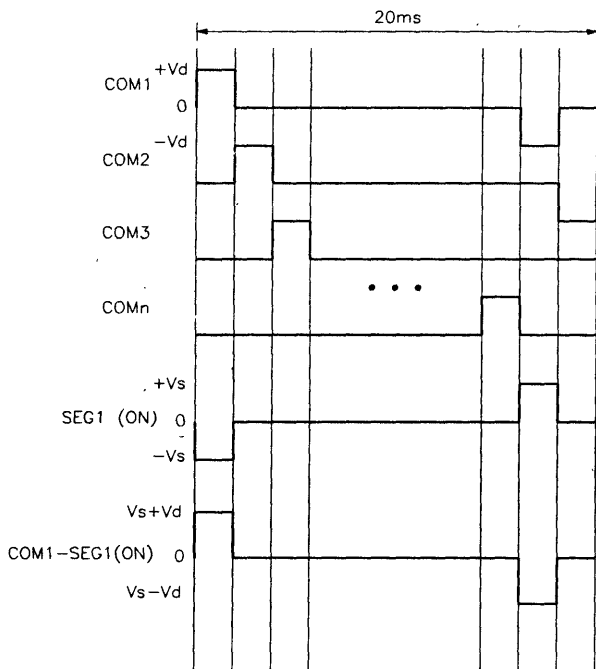 20ms
+Vd
COM1
0
-Vd
COM2
COM3
• • •
COMn
+Vs
SEG1 (ON) 0
-Vs
Vs+Vd
COM1-SEG1(ON) 0
Vs-Vd